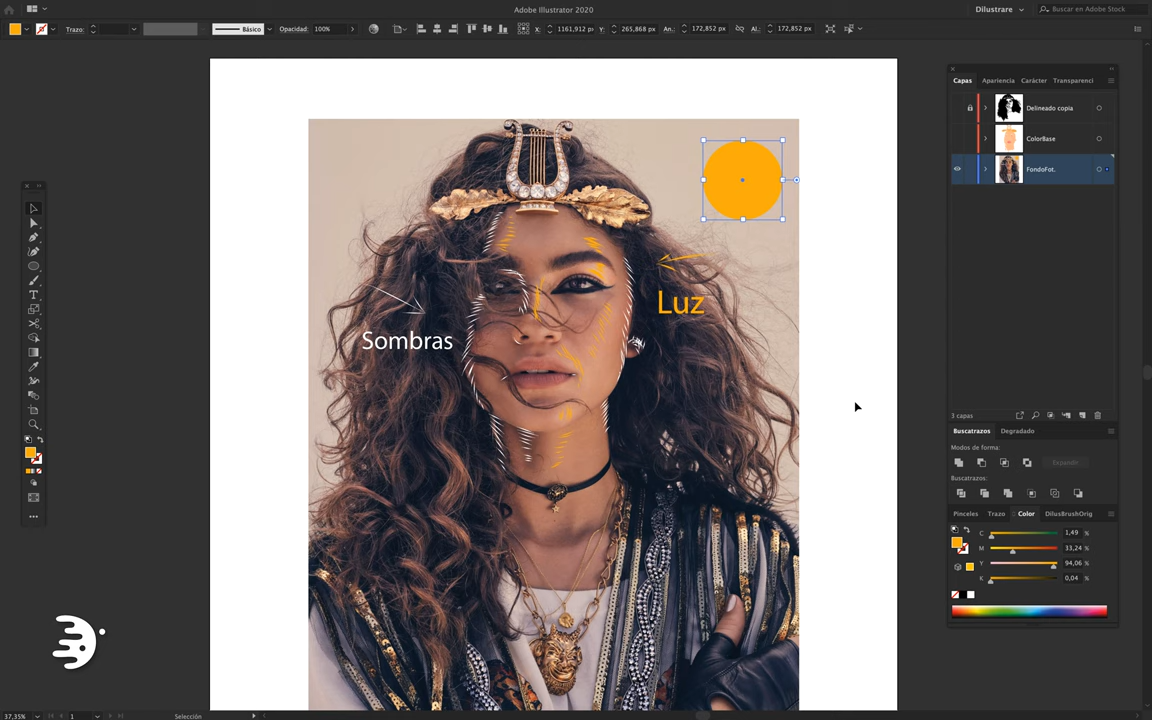 Adobe Illustrator 2020
Dilustrare
Buscar en Adobe Stock
Trazo:
Básico
Opacidad:
100%
X:
1161,912 px
Y:
265,868 px
An.:
172,852 px
Al.:
172,852 px
Capas
Apariencia
Carácter
Transparenci
Delineado copia
ColorBase
FondoFot.
Luz
Sombras
3 capas
Buscatrazos
Degradado
Modos de forma:
Expandir
Buscatrazos:
Pinceles
Trazo
Color
DilusBrushOrig
C
1,49
%
M
33,24
%
Y
94,06
%
K
0,04
%
37,35%
1
Selección